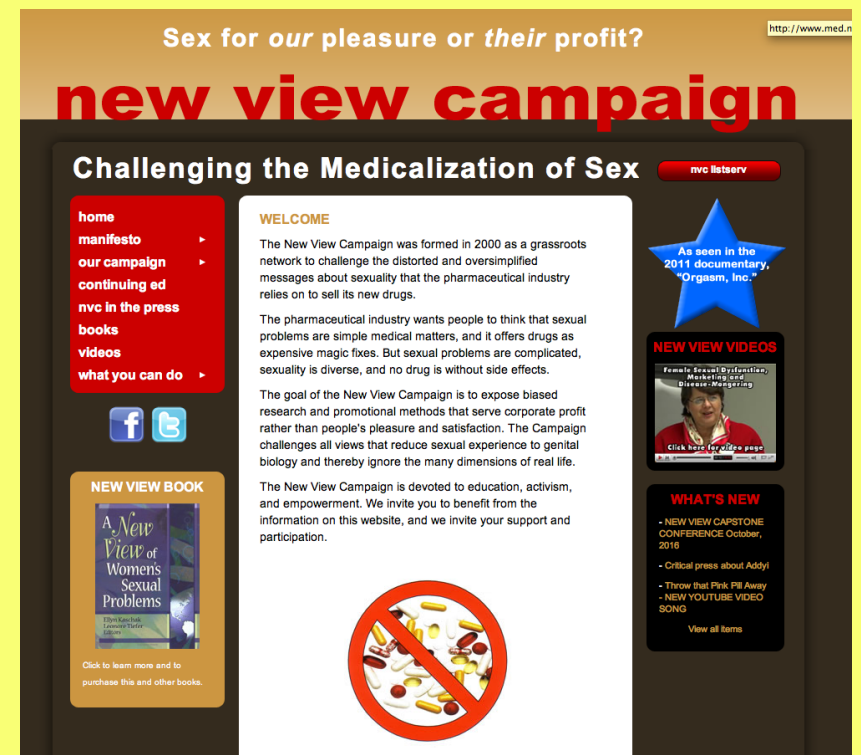 Sex for our pleasure or their profit?
http://www.med.n
new view campaign
Challenging the Medicalization of Sex
nvc listserv
home
manifesto
our campaign
continuing ed
nvc in the press
books
videos
what you can do
NEW VIEW BOOK
A New
View of
Women's
Sexual
Problems
Ellyn Kaschak
Leonore Tiefer
Editors
Click to learn more and to
purchase this and other books.
WELCOME
The New View Campaign was formed in 2000 as a grassroots
network to challenge the distorted and oversimplified
messages about sexuality that the pharmaceutical industry
relies on to sell its new drugs.
The pharmaceutical industry wants people to think that sexual
problems are simple medical matters, and it offers drugs as
expensive magic fixes. But sexual problems are complicated,
sexuality is diverse, and no drug is without side effects.
The goal of the New View Campaign is to expose biased
research and promotional methods that serve corporate profit
rather than people's pleasure and satisfaction. The Campaign
challenges all views that reduce sexual experience to genital
biology and thereby ignore the many dimensions of real life.
The New View Campaign is devoted to education, activism,
and empowerment. We invite you to benefit from the
information on this website, and we invite your support and
participation.
As seen in the
2011 documentary,
"Orgasm, Inc."
NEW VIEW VIDEOS
Female Sexual Dysfunction,
Marketing and
Disease-Mongering
Click here for video page
WHAT'S NEW
- NEW VIEW CAPSTONE
CONFERENCE October,
2016
- Critical press about Addyi
- Throw that Pink Pill Away
- NEW YOUTUBE VIDEO
SONG
View all items